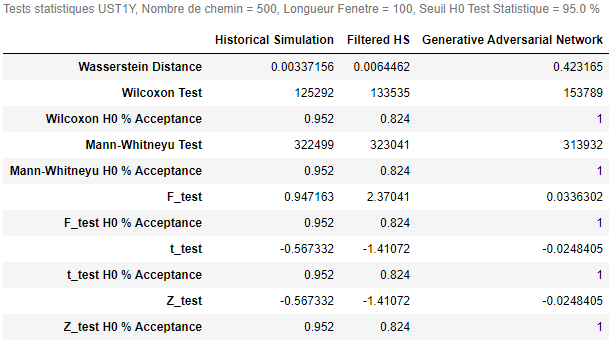 Tests statistiques UST1Y, Nombre de chemin = 500, Longueur Fenetre = 100, Seuil H0 Test Statistique = 95.0 %
Historical Simulation Filtered HS Generative Adversarial Network
Wasserstein Distance 0.00337156 0.0064462 0.423165
Wilcoxon Test 125292 133535 153789
Wilcoxon H0 % Acceptance 0.952 0.824 1
Mann-Whitneyu Test 322499 323041 313932
Mann-Whitneyu H0 % Acceptance 0.952 0.824 1
F_test 0.947163 2.37041 0.0336302
F_test H0 % Acceptance 0.952 0.824 1
t_test -0.567332 -1.41072 -0.0248405
t_test H0 % Acceptance 0.952 0.824 1
Z_test -0.567332 -1.41072 -0.0248405
Z_test H0 % Acceptance 0.952 0.824 1